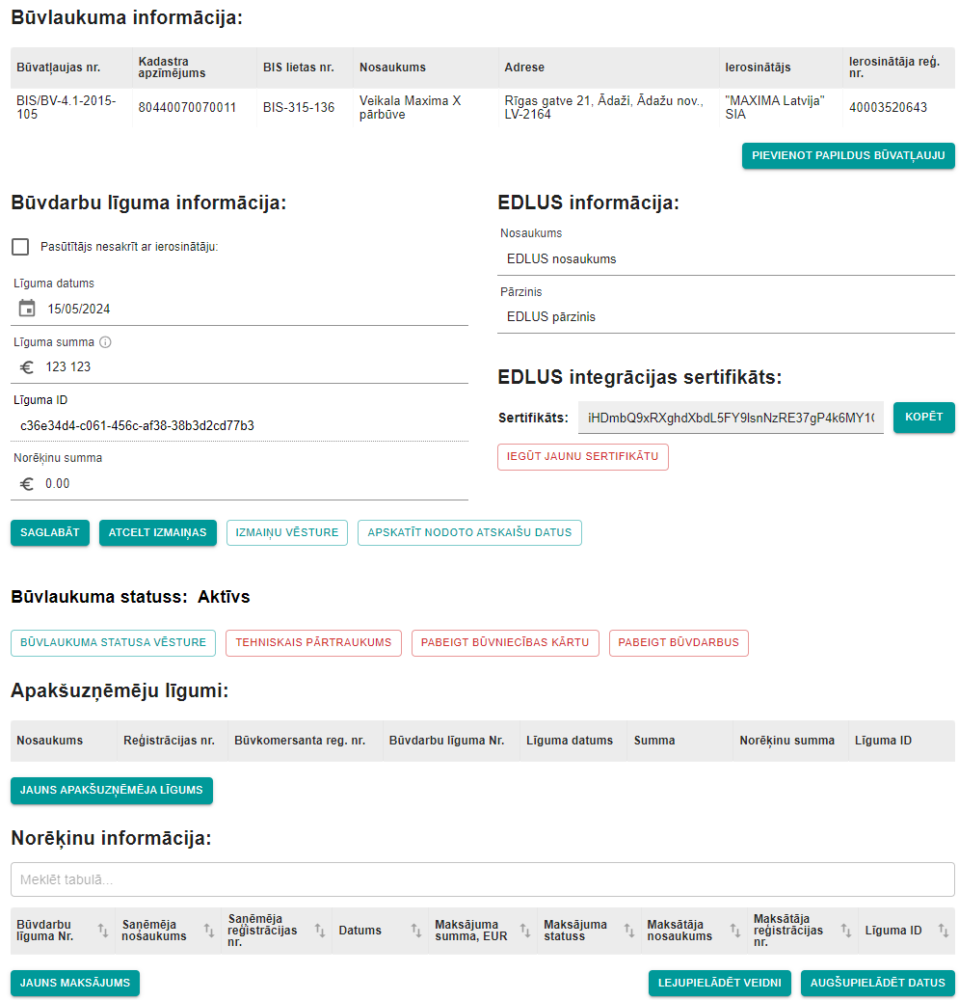 Būvlaukuma informācija:
Būvatļaujas nr.
Kadastra
apzīmējums
BIS lietas nr.
Nosaukums
Adrese
Ierosinātājs
Ierosinātāja reģ.
nr.
BIS/BV-4.1-2015-
105
80440070070011
BIS-315-136
Veikala Maxima X
pārbūve
Rīgas gatve 21, Ādaži, Ādažu nov.,
LV-2164
"MAXIMA Latvija"
SIA
40003520643
PIEVIENOT PAPILDUS BŪVATĻAUJU
Būvdarbu līguma informācija:
Pasūtītājs nesakrīt ar ierosinātāju:
Līguma datums
15/05/2024
Līguma summa
€ 123 123
Līguma ID
c36e34d4-c061-456c-af38-38b3d2cd77b3
Norēķinu summa
€ 0.00
EDLUS informācija:
Nosaukums
EDLUS nosaukums
Pārzinis
EDLUS pārzinis
EDLUS integrācijas sertifikāts:
Sertifikāts:
KOPĒT
IEGŪT JAUNU SERTIFIKĀTU
SAGLABĀT
ATCELT IZMAIŅAS
IZMAIŅU VĒSTURE
APSKATĪT NODOTO ATSKAIŠU DATUS
Būvlaukuma statuss: Aktīvs
BŪVLAUKUMA STATUSA VĒSTURE
TEHNISKAIS PĀRTRAUKUMS
PABEIGT BŪVNIECĪBAS KĀRTU
PABEIGT BŪVDARBUS
Apakšuzņēmēju līgumi:
Nosaukums
Reģistrācijas nr.
Būvkomersanta reg. nr.
Būvdarbu līguma Nr.
Līguma datums
Summa
Norēķinu summa
Līguma ID
JAUNS APAKŠUZŅĒMĒJA LĪGUMS
Norēķinu informācija:
Meklēt tabulā...
Būvdarbu
līguma Nr.
Saņēmēja
nosaukums
Saņēmēja
reģistrācijas
nr.
Datums
Maksājuma
summa, EUR
Maksājuma
statuss
Maksātāja
nosaukums
Maksātāja
reģistrācijas
nr.
Līguma ID
JAUNS MAKSĀJUMS
LEJUPIELĀDĒT VEIDNI
AUGŠUPIELĀDĒT DATUS